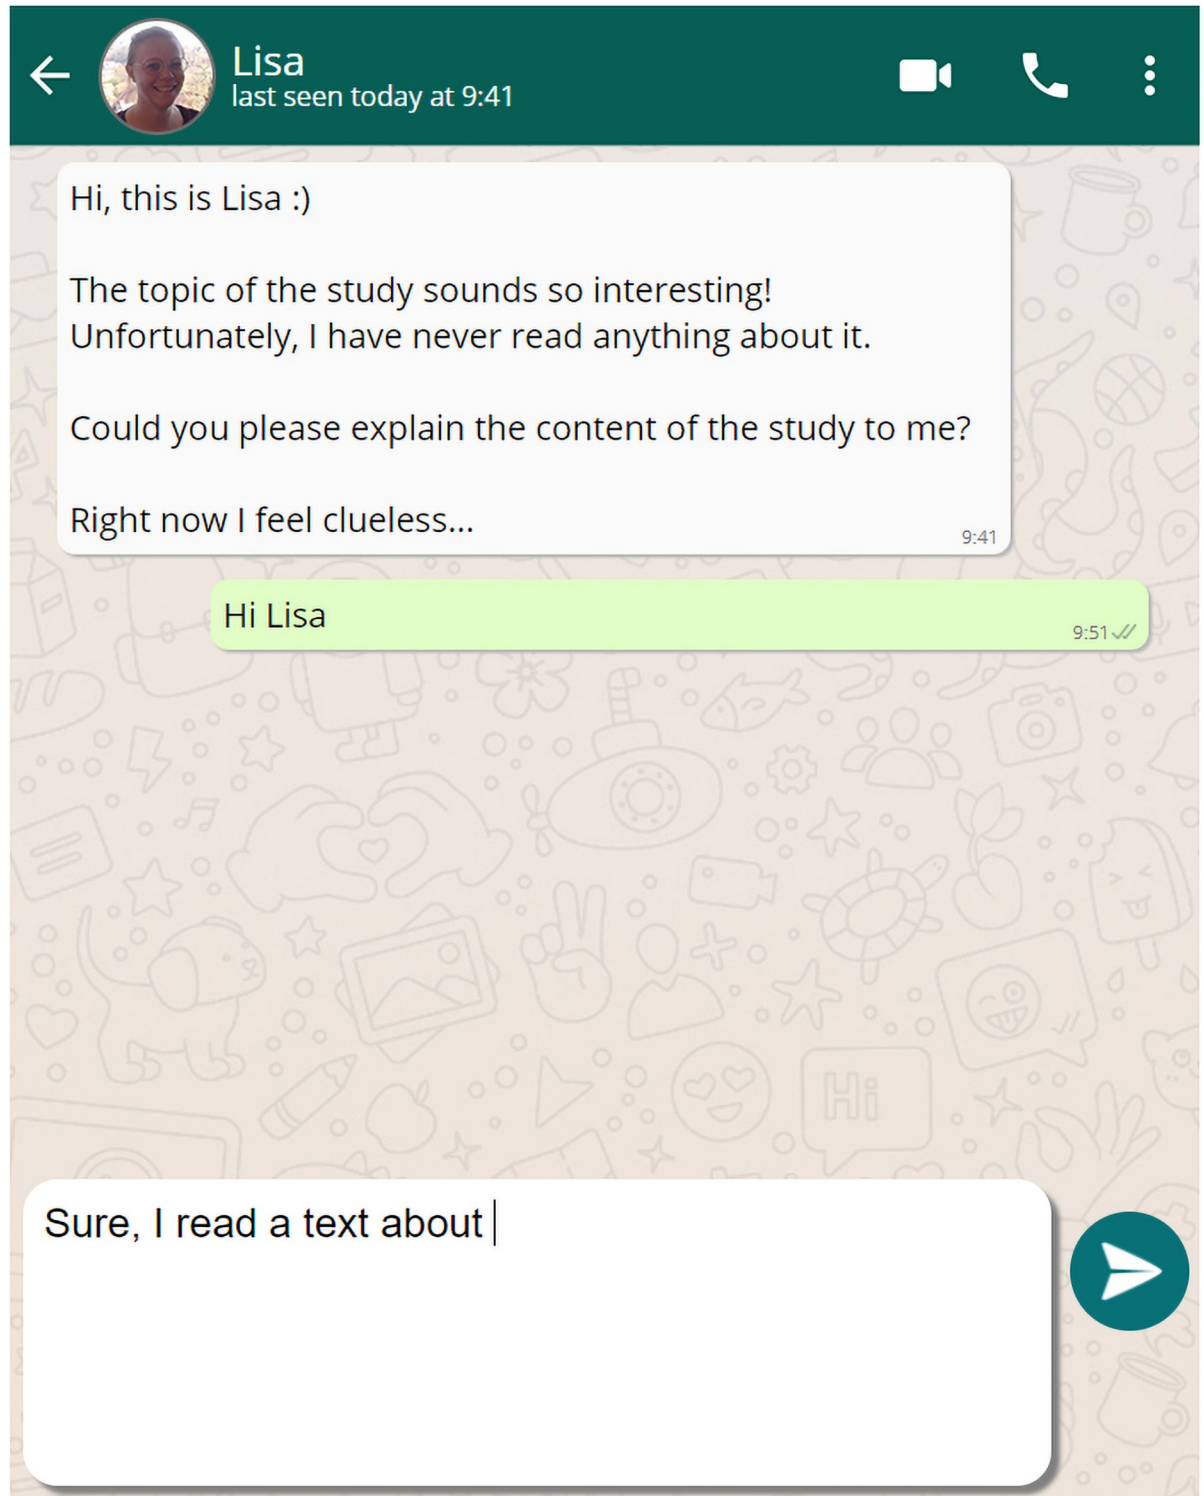 Lisa
last seen today at 9:41
Hi, this is Lisa :)
The topic of the study sounds so interesting!
Unfortunately, I have never read anything about it.
Could you please explain the content of the study to me?
Right now I feel clueless...
9:41
Hi Lisa
9:51
Hi
Sure, I read a text about